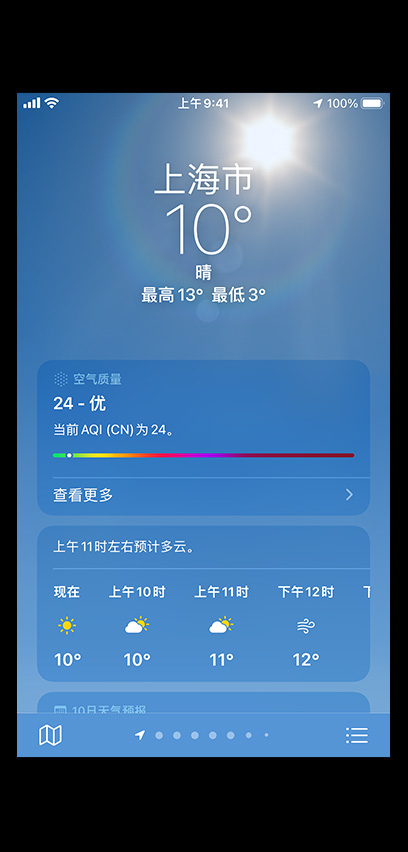 上午9:41
100%
上海市
10°
晴
最高13° 最低3°
空气质量
24 - 优
当前 AQI (CN) 为 24。
查看更多
上午11时左右预计多云。
现在 上午10时 上午11时 下午12时
10° 10° 11° 12°
10日天气预报